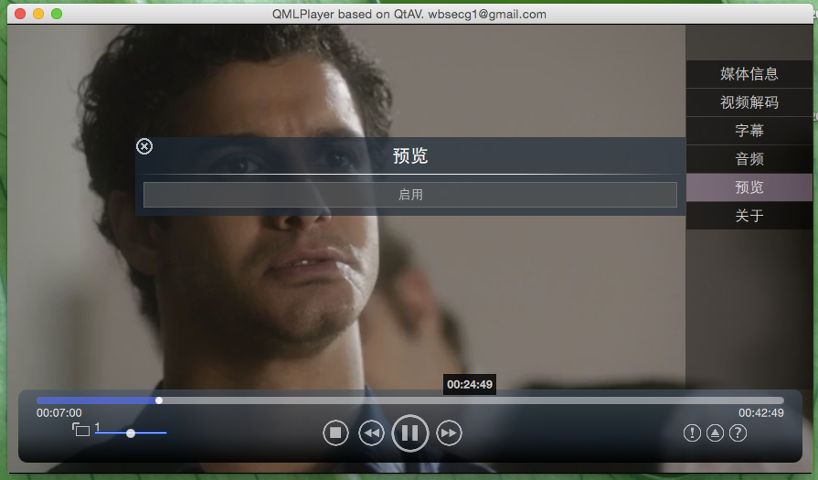 QMLPlayer based on QtAV. wbsecg1@gmail.com
媒体信息
视频解码
字幕
音频
预览
关于
预览
启用
00:24:49
00:07:00
00:42:49
1